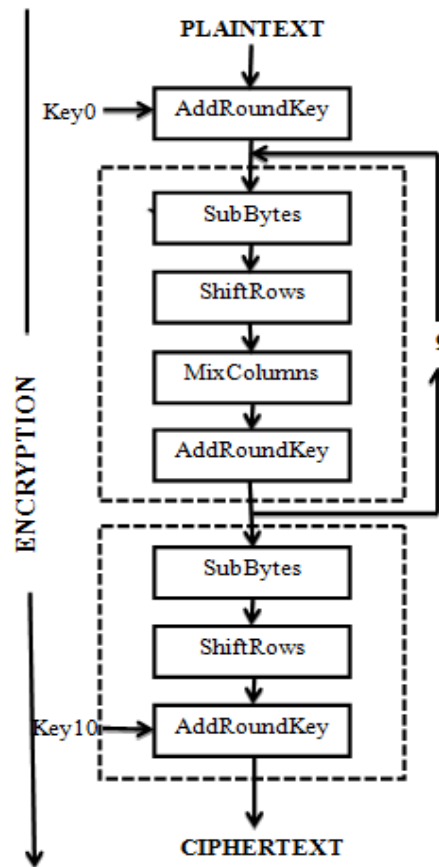 PLAINTEXT
Key0
AddRoundKey
SubBytes
ShiftRows
MixColumns
AddRoundKey
ENCRYPTION
SubBytes
ShiftRows
Key10
AddRoundKey
CIPHERTEXT